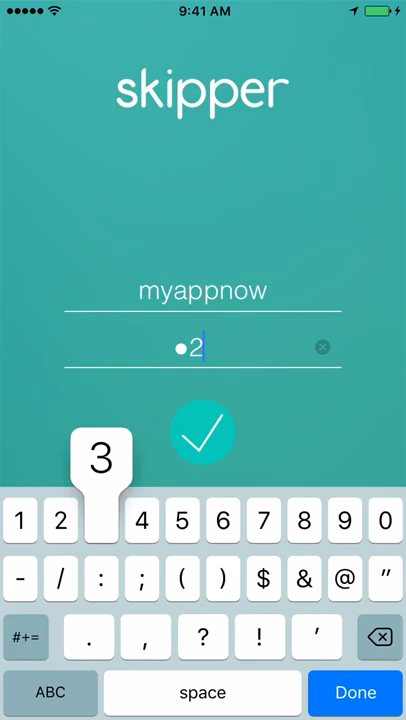 9:41 AM
skipper
myappnow
●2
3
1 2 4 5 6 7 8 9 0
- / : ; ( ) $ & @ "
#+= . , ? ! '
ABC space Done